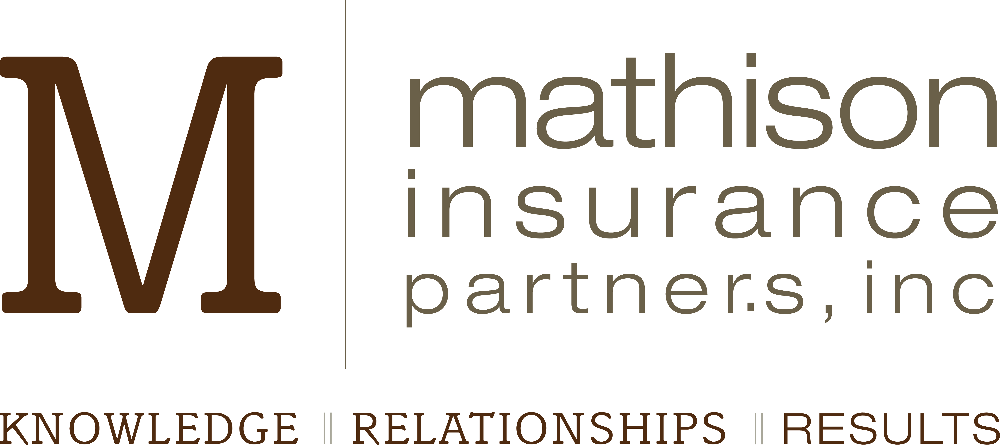 M
mathison
insurance
partner.s, inc
KNOWLEDGE || RELATIONSHIPS || RESULTS